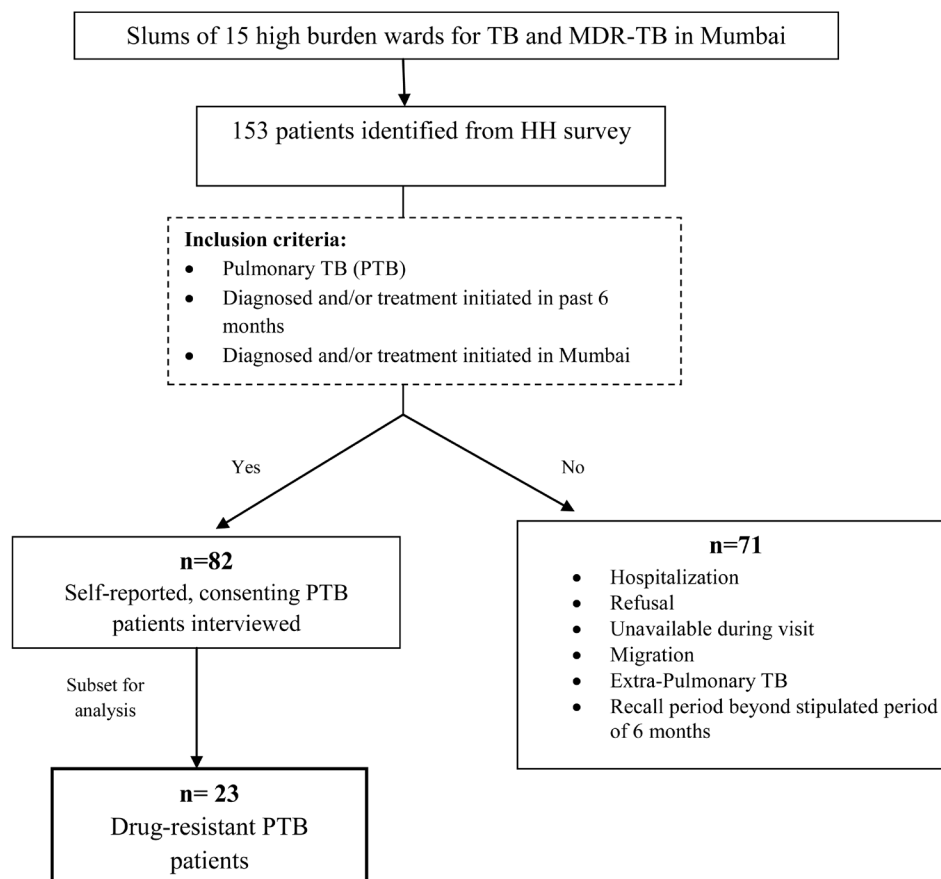 Slums of 15 high burden wards for TB and MDR-TB in Mumbai
153 patients identified from HH survey
Inclusion criteria:
• Pulmonary TB (PTB)
• Diagnosed and/or treatment initiated in past 6
months
• Diagnosed and/or treatment initiated in Mumbai
Yes
No
n=82
Self-reported, consenting PTB
patients interviewed
n=71
• Hospitalization
• Refusal
• Unavailable during visit
• Migration
• Extra-Pulmonary TB
• Recall period beyond stipulated period
of 6 months
Subset for
analysis
n= 23
Drug-resistant PTB
patients